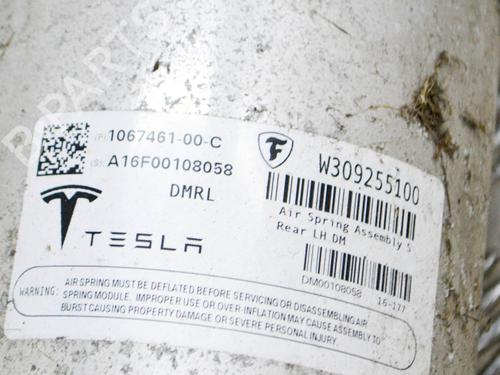 (P)1067461-00-C
(S)A16F00108058
DMRL
TESLA
W309255100
Air Spring Assembly S
Rear LH.DM
DM00108058 16-177
WARNING: AIR SPRING MUST BE DEFLATED BEFORE SERVICING OR DISASSEMBLING AIR
SPRING MODULE. IMPROPER USE OR OVER-INFLATION MAY CAUSE ASSEMBLY TO
BURST CAUSING PROPERTY DAMAGE OR SEVERE PERSONAL INJURY.